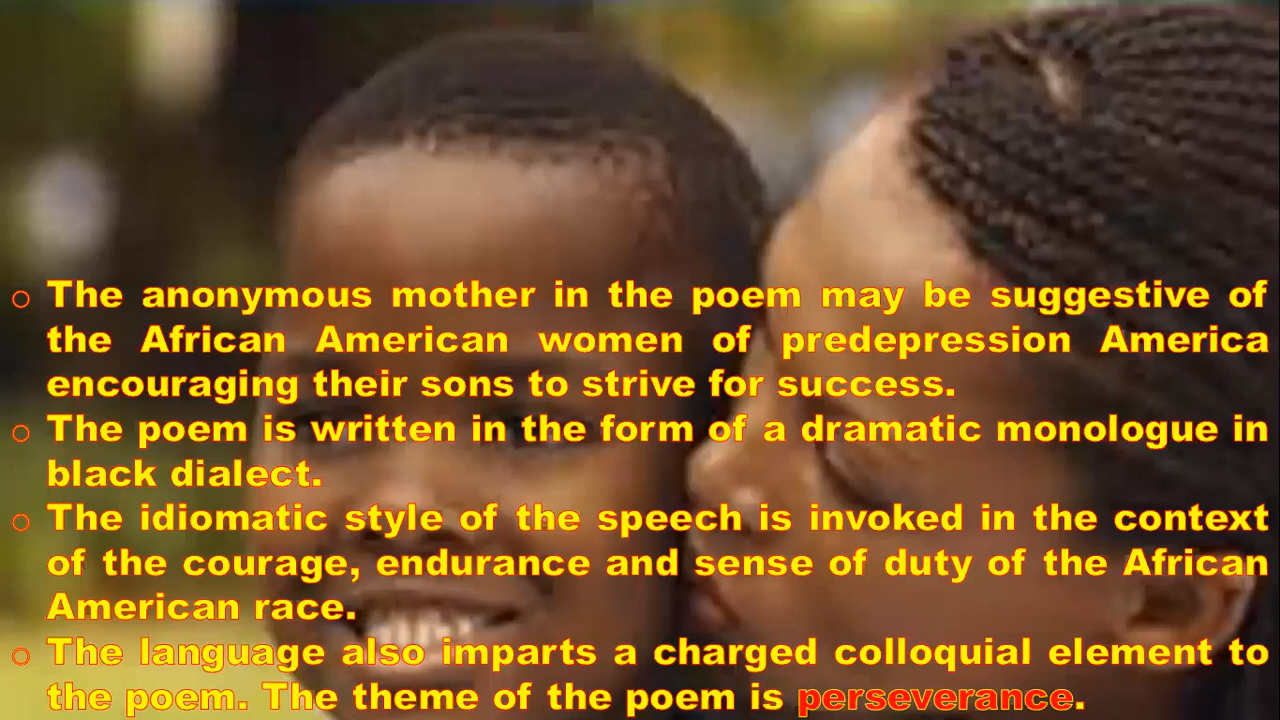 o The anonymous mother in the poem may be suggestive of
the African American women of predepression America
encouraging their sons to strive for success.
o The poem is written in the form of a dramatic monologue in
black dialect.
o The idiomatic style of the speech is invoked in the context
of the courage, endurance and sense of duty of the African
American race.
o The language also imparts a charged colloquial element to
the poem. The theme of the poem is perseverance.